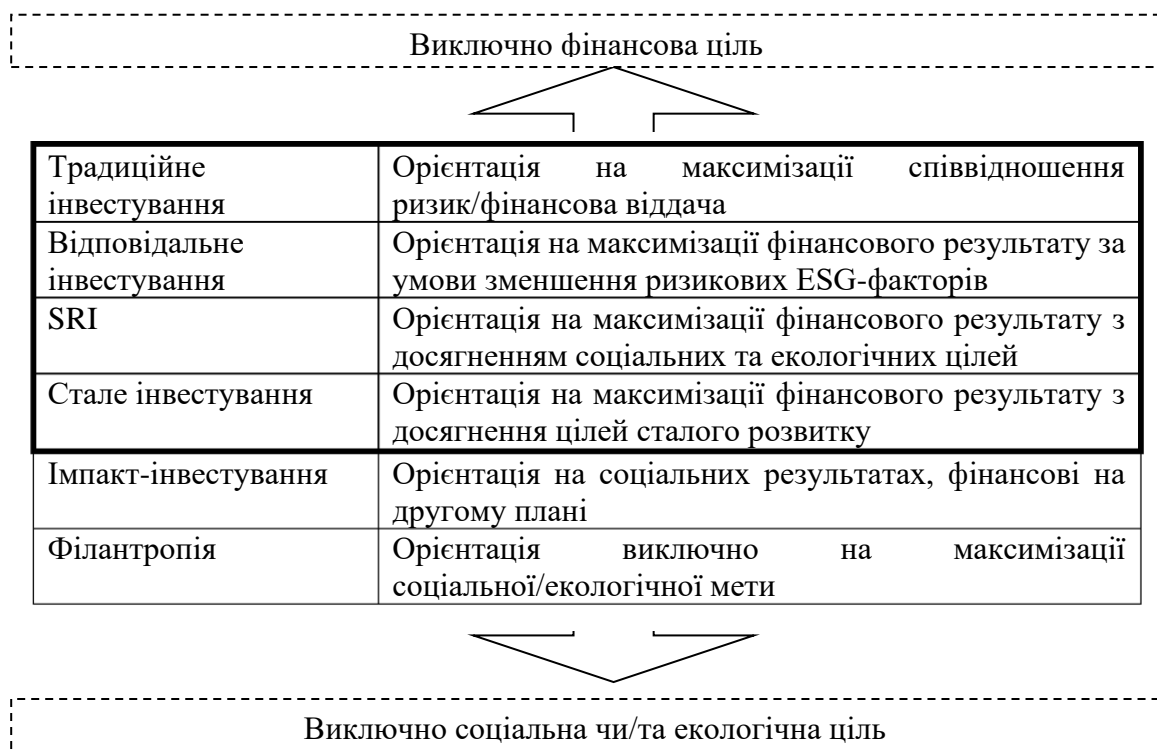 Виключно фінансова ціль
Традиційне
інвестування
Орієнтація на максимізації співвідношення
ризик/фінансова віддача
Відповідальне
інвестування
Орієнтація на максимізації фінансового результату за
умови зменшення ризикових ESG-факторів
SRI
Орієнтація на максимізації фінансового результату з
досягненням соціальних та екологічних цілей
Стале інвестування
Орієнтація на максимізації фінансового результату з
досягнення цілей сталого розвитку
Імпакт-інвестування
Орієнтація на соціальних результатах, фінансові на
другому плані
Філантропія
Орієнтація виключно на максимізації
соціальної/екологічної мети
Виключно соціальна чи/та екологічна ціль